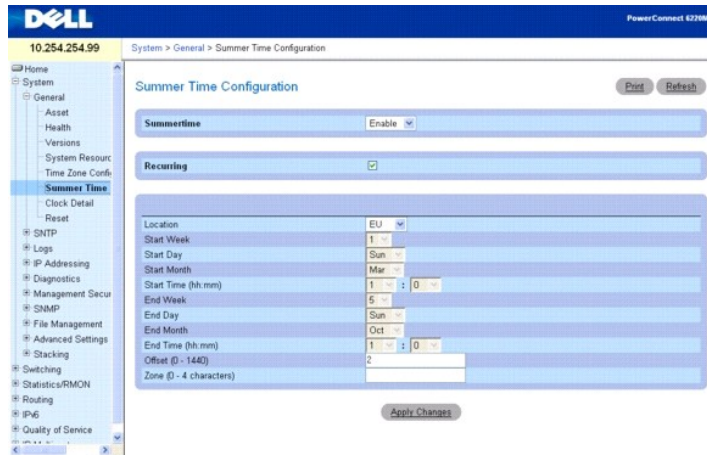 DELL
PowerConnect 6220M
10.254.254.99
System > General > Summer Time Configuration
Home
System
General
Asset
Health
Versions
System Resourc
Time Zone Confi
Summer Time
Clock Detail
Reset
SNTP
Logs
IP Addressing
Diagnostics
Management Secur
SNMP
File Management
Advanced Settings
Stacking
Switching
Statistics/RMON
Routing
IPv6
Quality of Service
Summer Time Configuration
Print Refresh
Summertime Enable
Recurring
Location EU
Start Week 1
Start Day Sun
Start Month Mar
Start Time (hh:mm) 1 : 0
End Week 5
End Day Sun
End Month Oct
End Time (hh:mm) 1 : 0
Offset (0 - 1440) 2
Zone (0 - 4 characters)
Apply Changes